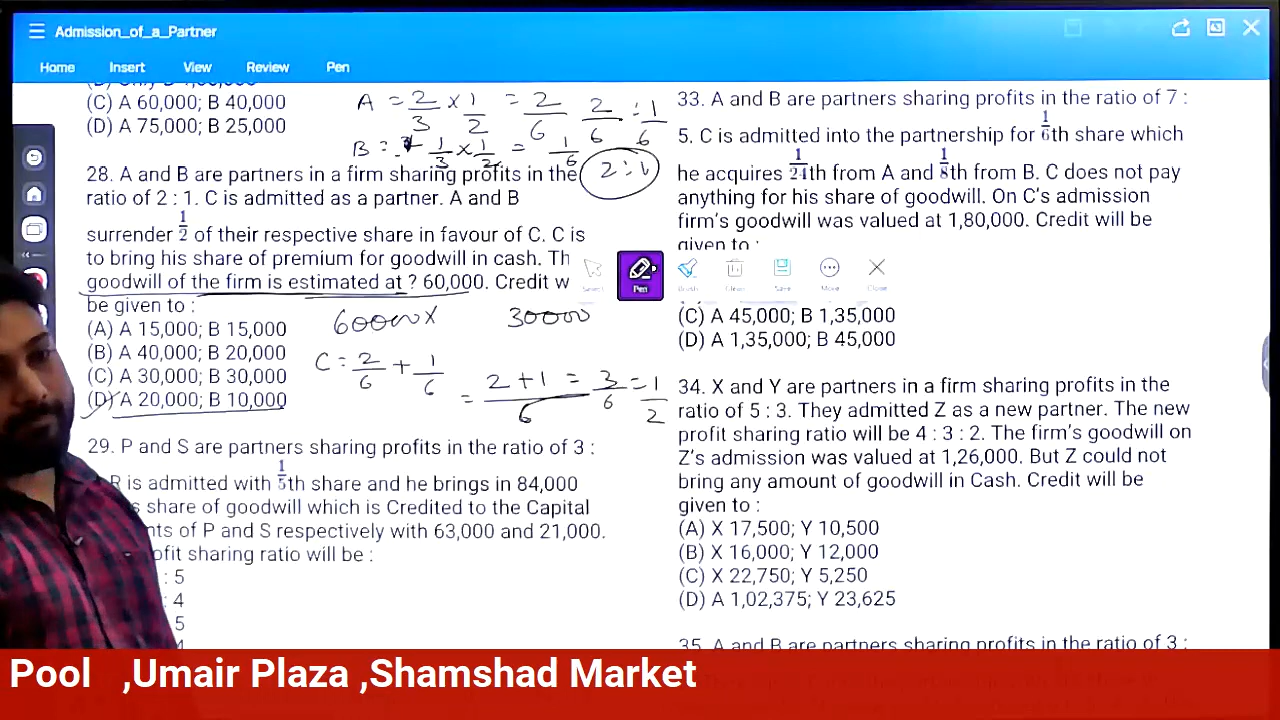 Admission_of_a_Partner
Home Insert View Review Pen
(C) A 60,000; B 40,000
(D) A 75,000; B 25,000
A = 2/3 × 1/2 = 2/6 2/6 : 1/6
B = 1/3 × 1/2 = 1/6
2:1
28. A and B are partners in a firm sharing profits in the
ratio of 2 : 1. C is admitted as a partner. A and B
surrender 1/2 of their respective share in favour of C. C is
to bring his share of premium for goodwill in cash. Th
goodwill of the firm is estimated at ? 60,000. Credit w
be given to :
(A) A 15,000; B 15,000
(B) A 40,000; B 20,000
(C) A 30,000; B 30,000
(D) A 20,000; B 10,000
60000 X 30000
C = 2/6 + 1/6
= 2+1/6 = 3/6 = 1/2
29. P and S are partners sharing profits in the ratio of 3 :
R is admitted with 1/5th share and he brings in 84,000
s share of goodwill which is Credited to the Capital
nts of P and S respectively with 63,000 and 21,000.
ofit sharing ratio will be :
: 5
: 4
5
33. A and B are partners sharing profits in the ratio of 7 :
5. C is admitted into the partnership for 1/6th share which
he acquires 1/24th from A and 1/8th from B. C does not pay
anything for his share of goodwill. On C's admission
firm's goodwill was valued at 1,80,000. Credit will be
given to :
Select Pen Brush Clean Save More Close
(C) A 45,000; B 1,35,000
(D) A 1,35,000; B 45,000
34. X and Y are partners in a firm sharing profits in the
ratio of 5 : 3. They admitted Z as a new partner. The new
profit sharing ratio will be 4 : 3 : 2. The firm's goodwill on
Z's admission was valued at 1,26,000. But Z could not
bring any amount of goodwill in Cash. Credit will be
given to :
(A) X 17,500; Y 10,500
(B) X 16,000; Y 12,000
(C) X 22,750; Y 5,250
(D) A 1,02,375; Y 23,625
35. A and B are partners sharing profits in the ratio of 3 :
Pool ,Umair Plaza ,Shamshad Market